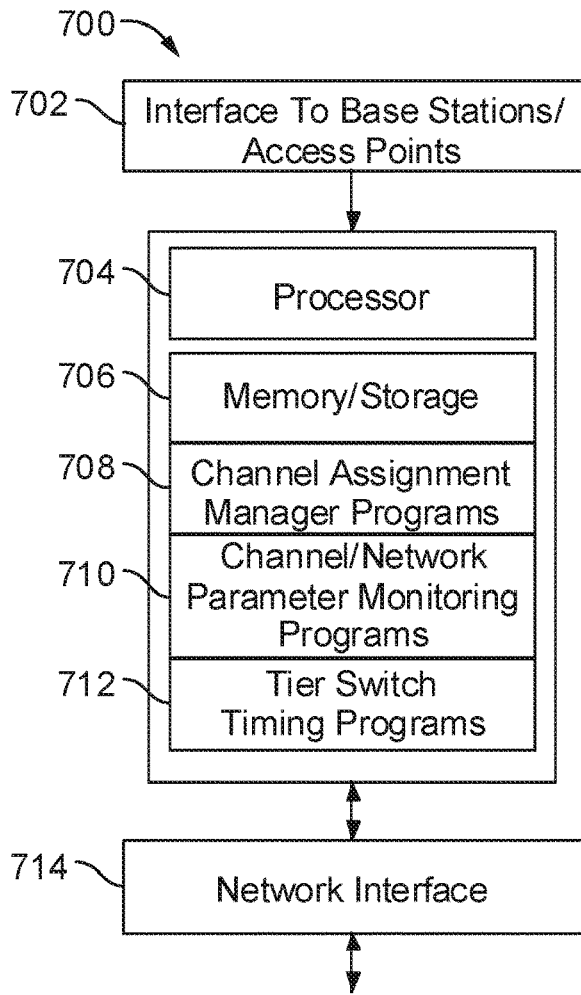 700
702
Interface To Base Stations/
Access Points
704
Processor
706
Memory/Storage
708
Channel Assignment
Manager Programs
710
Channel/Network
Parameter Monitoring
Programs
712
Tier Switch
Timing Programs
714
Network Interface